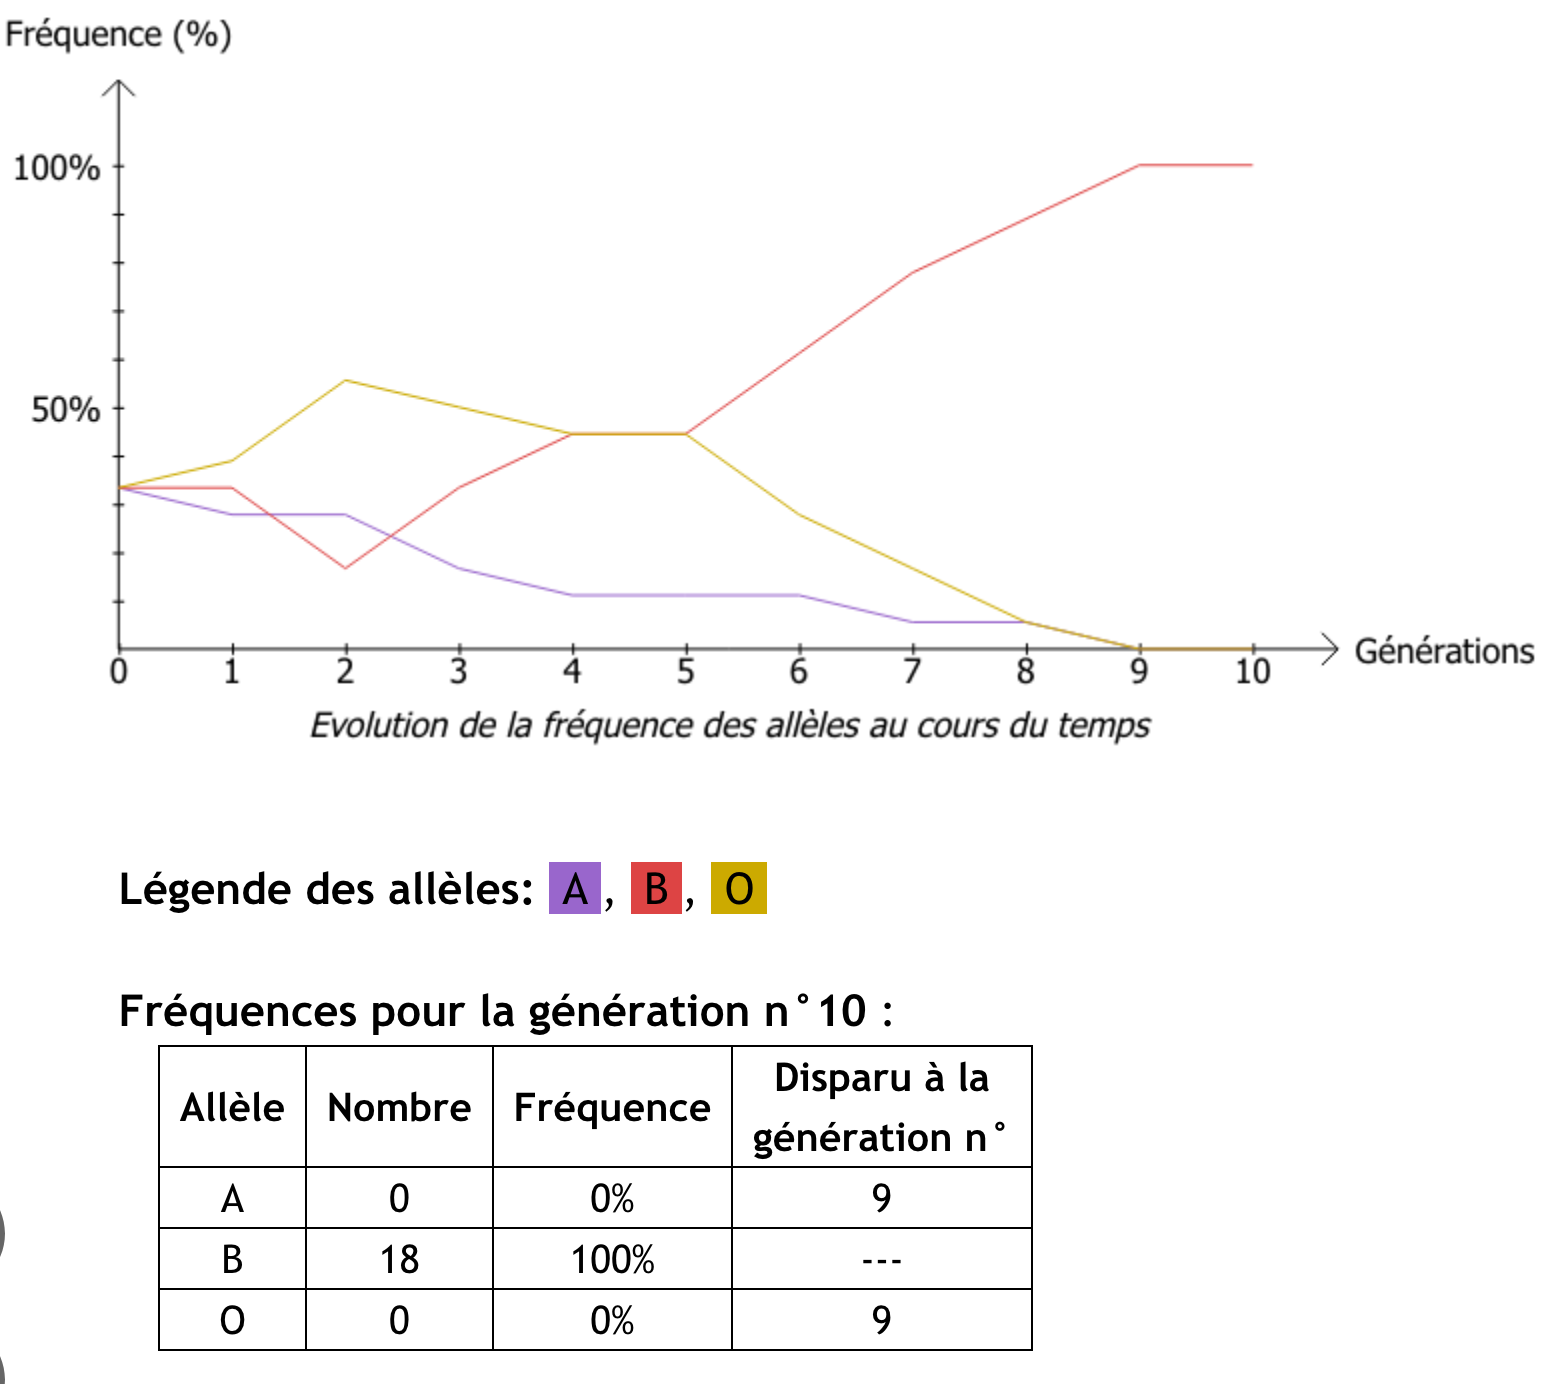 Fréquence (%)
100%
50%
0 1 2 3 4 5 6 7 8 9 10
Générations
Evolution de la fréquence des allèles au cours du temps
Légende des allèles: A, B, O
Fréquences pour la génération n°10 :
Allèle Nombre Fréquence Disparu à la
génération n°
A 0 0% 9
B 18 100% ---
O 0 0% 9